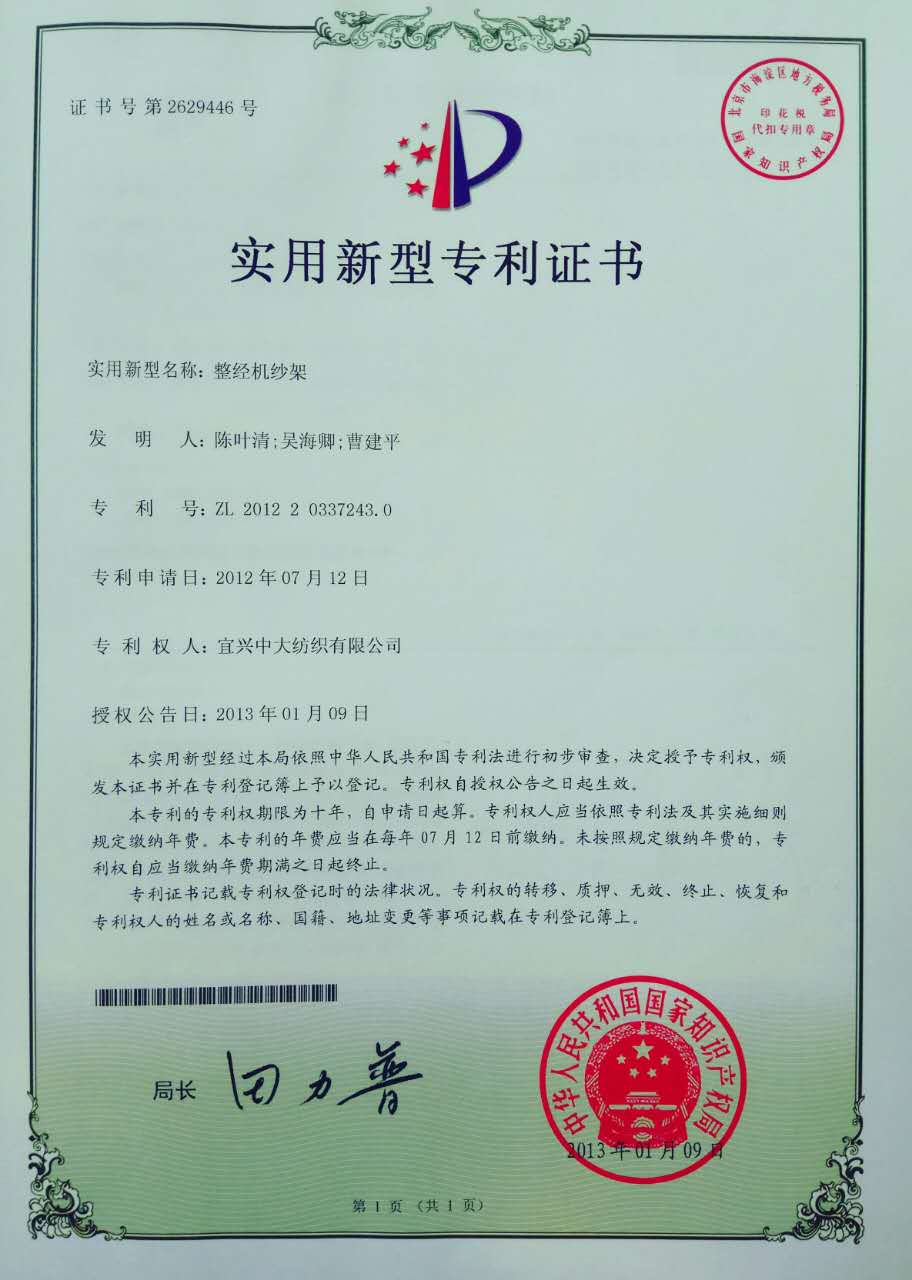 证书号第2629446号
北京市海淀区地方税务局
印花税
代扣专用章
国家知识产权局
实用新型专利证书
实用新型名称：整经机纱架
发明人：陈叶清;吴海卿;曹建平
专利号：ZL 2012 2 0337243.0
专利申请日：2012年07月12日
专利权人：宜兴中大纺织有限公司
授权公告日：2013年01月09日
本实用新型经过本局依照中华人民共和国专利法进行初步审查，决定授予专利权，颁
发本证书并在专利登记簿上予以登记。专利权自授权公告之日起生效。
本专利的专利权期限为十年，自申请日起算。专利权人应当依照专利法及其实施细则
规定缴纳年费。本专利的年费应当在每年07月12日前缴纳。未按照规定缴纳年费的，专
利权自应当缴纳年费期满之日起终止。
专利证书记载专利权登记时的法律状况。专利权的转移、质押、无效、终止、恢复和
专利权人的姓名或名称、国籍、地址变更等事项记载在专利登记簿上。
局长 田力普
中华人民共和国国家知识产权局
2013年01月09日
第1页（共1页）